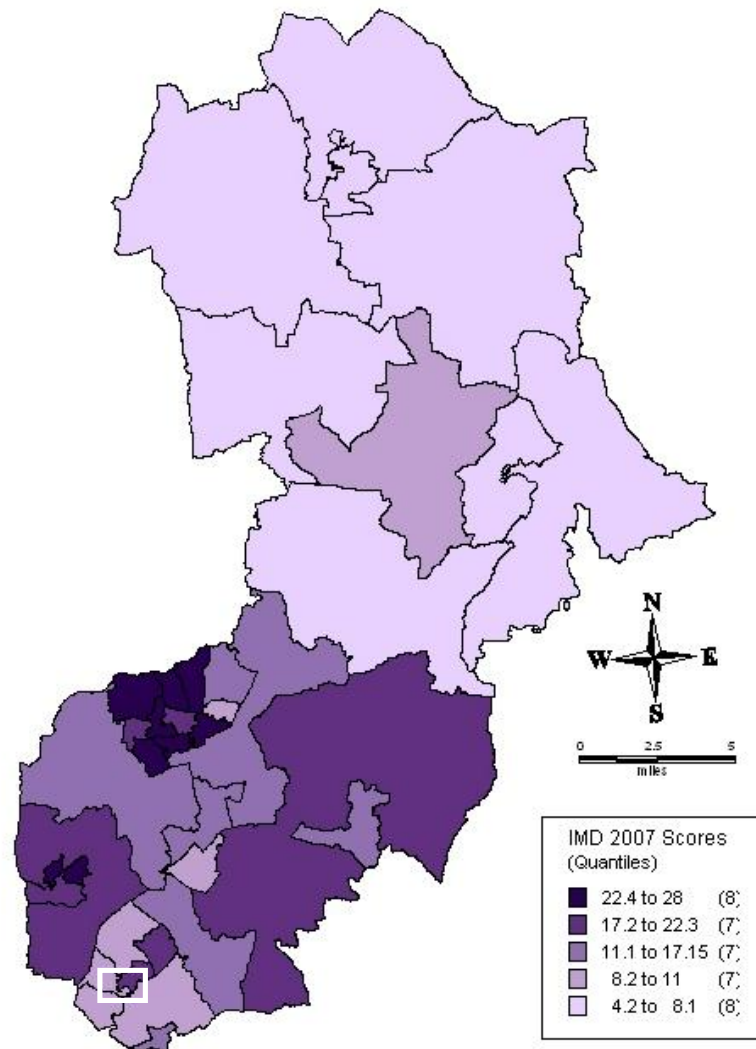 N
W E
S
0 2.5 5
miles
IMD 2007 Scores
(Quantiles)
22.4 to 28 (8)
17.2 to 22.3 (7)
11.1 to 17.15 (7)
8.2 to 11 (7)
4.2 to 8.1 (8)